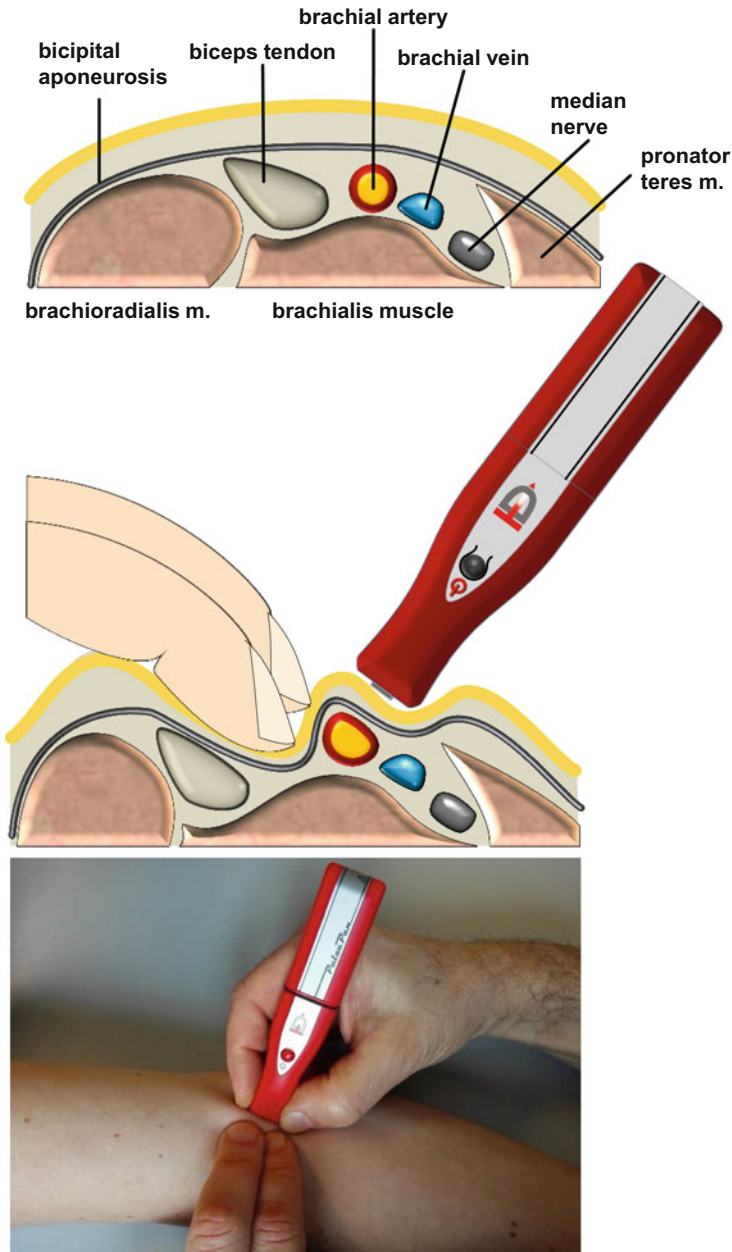 brachial artery
bicipital
aponeurosis
biceps tendon
brachial vein
median
nerve
pronator
teres m.
brachioradialis m.
brachialis muscle
PulsePen